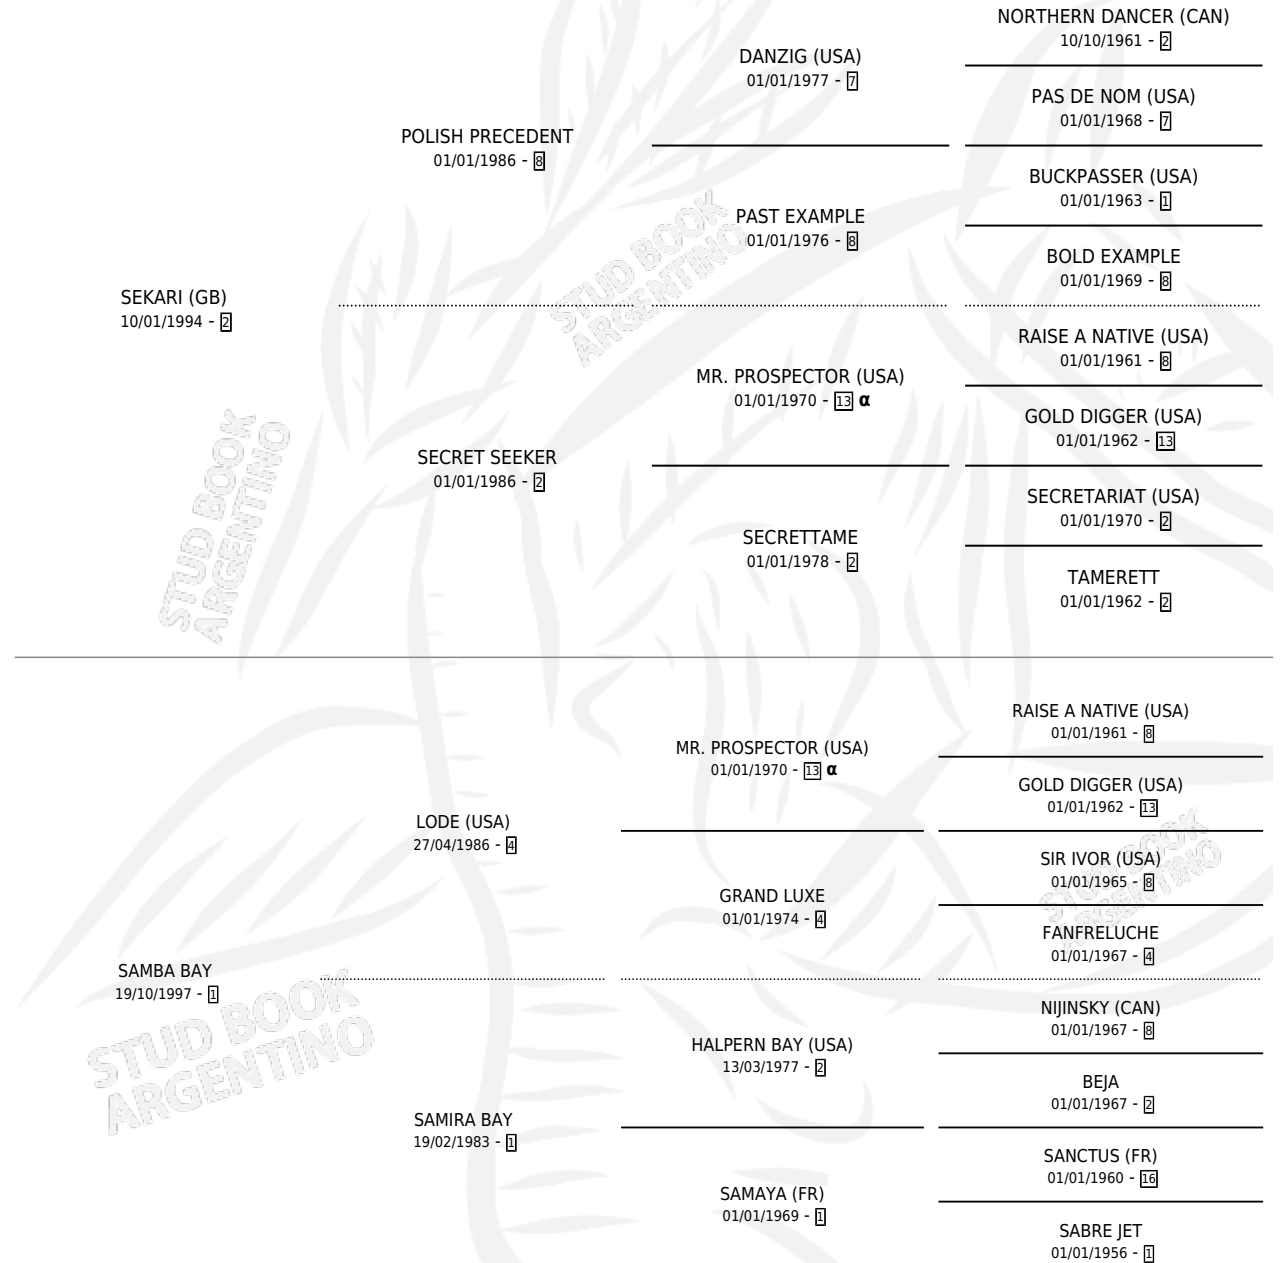 NORTHERN DANCER (CAN)
10/10/1961 - 2
DANZIG (USA)
01/01/1977 - 7
PAS DE NOM (USA)
01/01/1968 - 7
POLISH PRECEDENT
01/01/1986 - 8
BUCKPASSER (USA)
01/01/1963 - 1
PAST EXAMPLE
01/01/1976 - 8
BOLD EXAMPLE
01/01/1969 - 8
STUD BOOK
ARGENTINO
SEKARI (GB)
10/01/1994 - 2
RAISE A NATIVE (USA)
01/01/1961 - 8
MR. PROSPECTOR (USA)
01/01/1970 - 13 α
GOLD DIGGER (USA)
01/01/1962 - 13
SECRET SEEKER
01/01/1986 - 2
SECRETARIAT (USA)
01/01/1970 - 2
SECRETTAME
01/01/1978 - 2
TAMERETT
01/01/1962 - 2
STUD BOOK
ARGENTINO
RAISE A NATIVE (USA)
01/01/1961 - 8
MR. PROSPECTOR (USA)
01/01/1970 - 13 α
GOLD DIGGER (USA)
01/01/1962 - 13
LODE (USA)
27/04/1986 - 4
SIR IVOR (USA)
01/01/1965 - 8
GRAND LUXE
01/01/1974 - 4
FANFRELUCHE
01/01/1967 - 4
STUD BOOK
ARGENTINO
SAMBA BAY
19/10/1997 - 1
NIJINSKY (CAN)
01/01/1967 - 8
HALPERN BAY (USA)
13/03/1977 - 2
BEJA
01/01/1967 - 2
STUD BOOK
ARGENTINO
SAMIRA BAY
19/02/1983 - 1
SANCTUS (FR)
01/01/1960 - 16
SAMAYA (FR)
01/01/1969 - 1
SABRE JET
01/01/1956 - 1